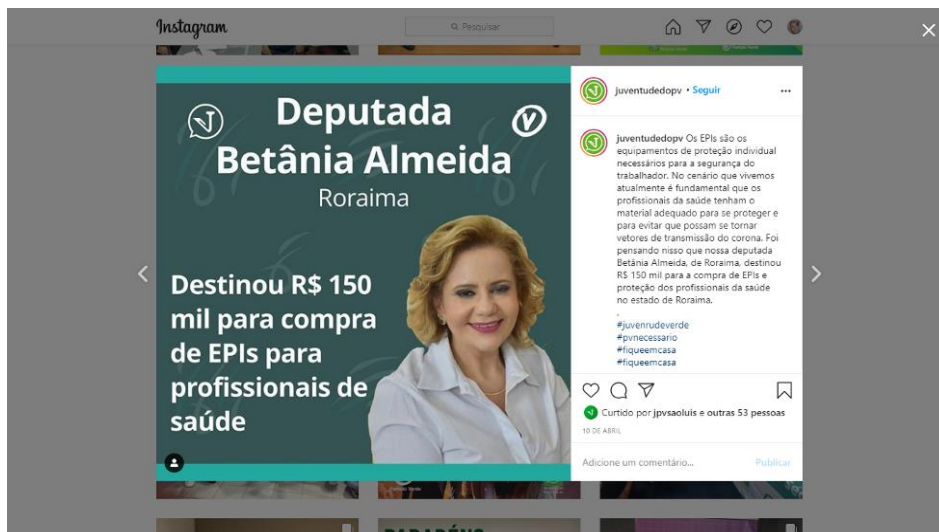 Instagram
Pesquisar
Deputada
Betânia Almeida
Roraima
Destinou R$ 150
mil para compra
de EPIs para
profissionais de
saúde
juventudedopv • Seguir
juventudedopv Os EPIs são os
equipamentos de proteção individual
necessários para a segurança do
trabalhador. No cenário que vivemos
atualmente é fundamental que os
profissionais da saúde tenham o
material adequado para se proteger e
para evitar que possam se tornar
vetores de transmissão do corona. Foi
pensando nisso que nossa deputada
Betânia Almeida, de Roraima, destinou
R$ 150 mil para a compra de EPIs e
proteção dos profissionais da saúde
no estado de Roraima.
.
#juvenrudeverde
#pvnecessario
#fiqueemcasa
#fiqueemcasa
Curtido por jpvsaoluis e outras 53 pessoas
10 DE ABRIL
Adicione um comentário...
Publicar